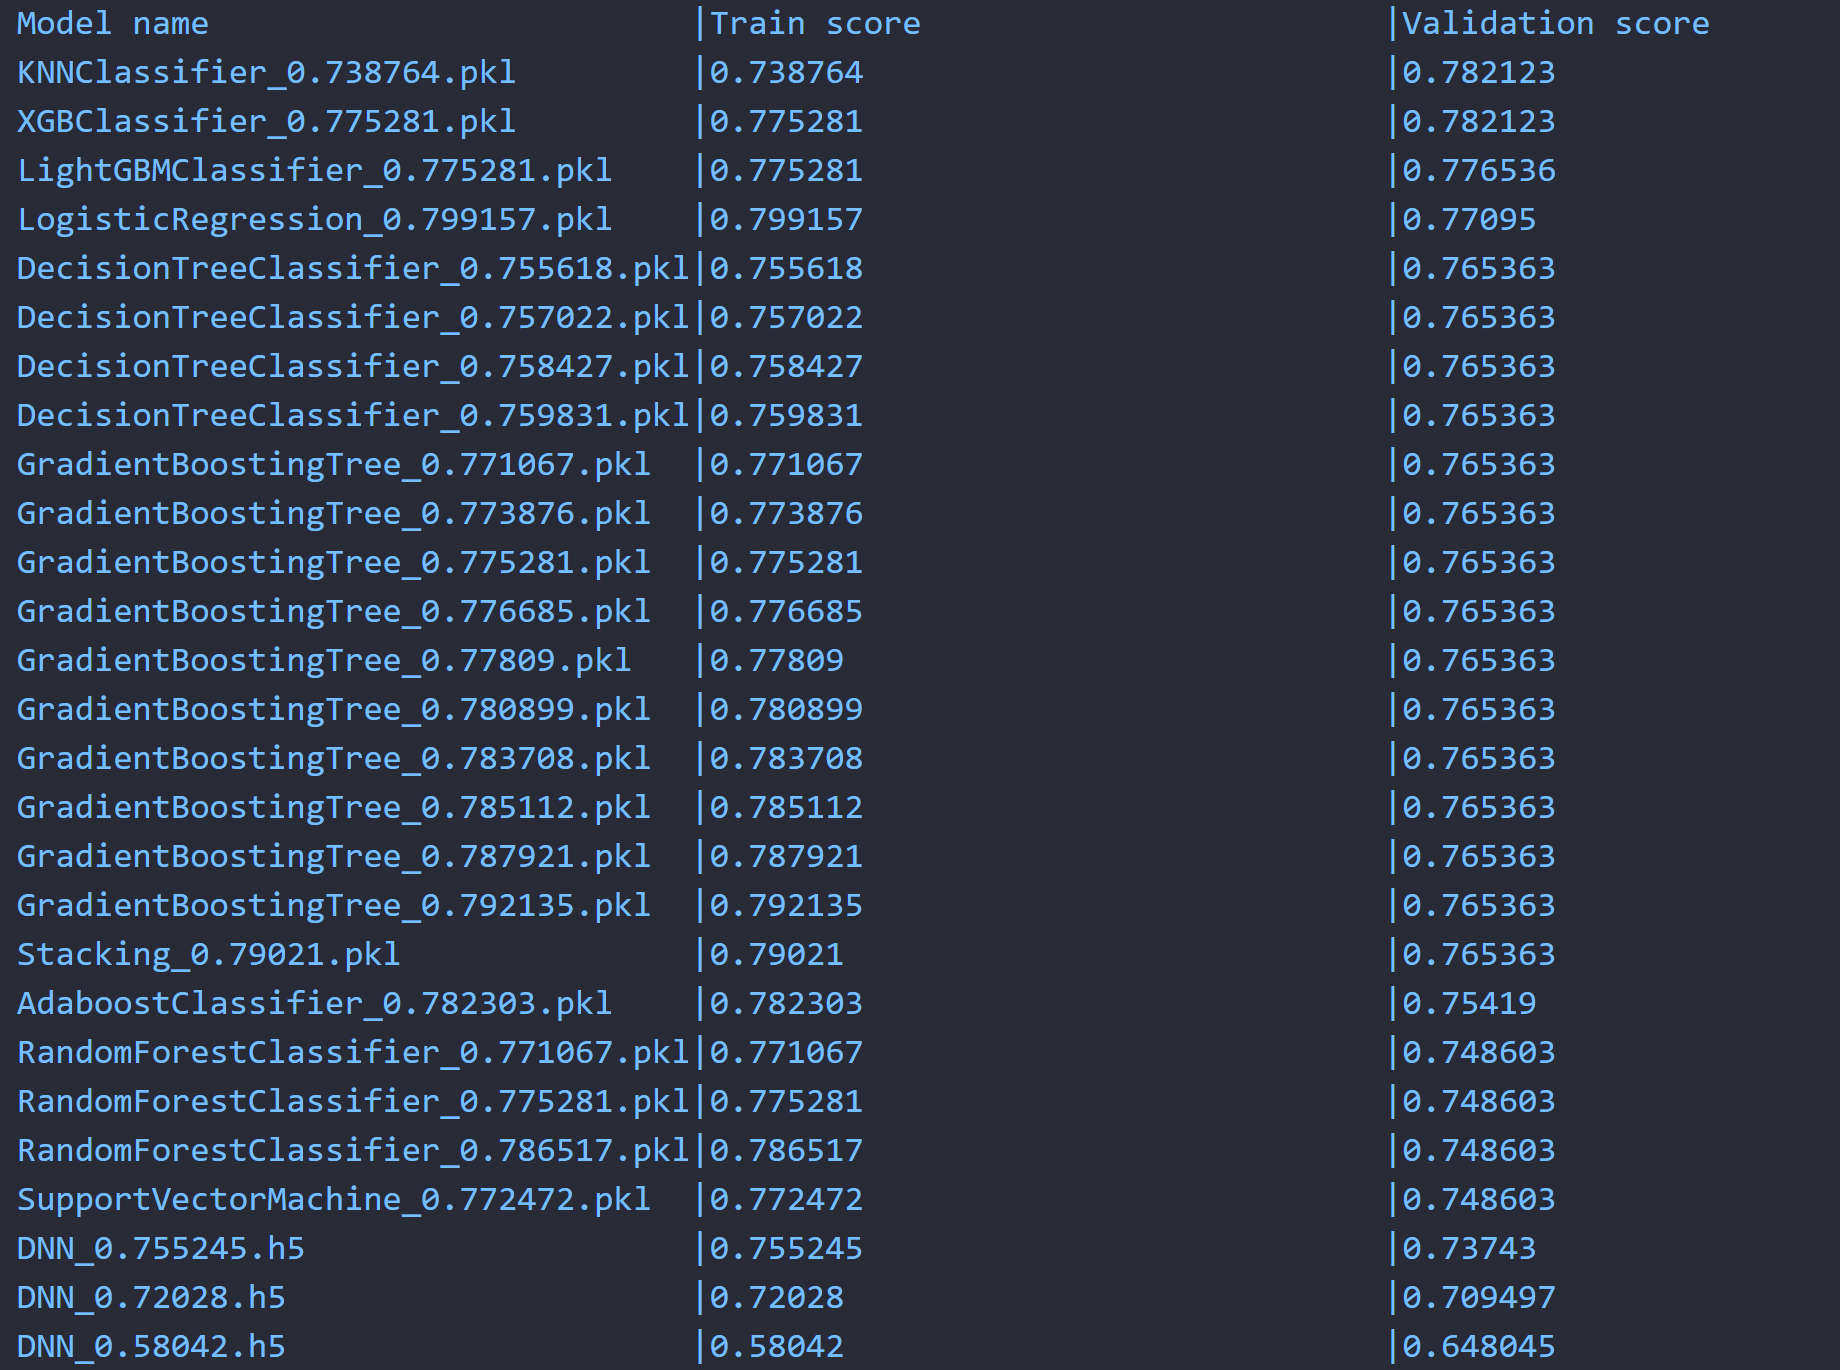 Model name |Train score |Validation score
KNNClassifier_0.738764.pkl |0.738764 |0.782123
XGBClassifier_0.775281.pkl |0.775281 |0.782123
LightGBMClassifier_0.775281.pkl |0.775281 |0.776536
LogisticRegression_0.799157.pkl |0.799157 |0.77095
DecisionTreeClassifier_0.755618.pkl|0.755618 |0.765363
DecisionTreeClassifier_0.757022.pkl|0.757022 |0.765363
DecisionTreeClassifier_0.758427.pkl|0.758427 |0.765363
DecisionTreeClassifier_0.759831.pkl|0.759831 |0.765363
GradientBoostingTree_0.771067.pkl |0.771067 |0.765363
GradientBoostingTree_0.773876.pkl |0.773876 |0.765363
GradientBoostingTree_0.775281.pkl |0.775281 |0.765363
GradientBoostingTree_0.776685.pkl |0.776685 |0.765363
GradientBoostingTree_0.77809.pkl |0.77809 |0.765363
GradientBoostingTree_0.780899.pkl |0.780899 |0.765363
GradientBoostingTree_0.783708.pkl |0.783708 |0.765363
GradientBoostingTree_0.785112.pkl |0.785112 |0.765363
GradientBoostingTree_0.787921.pkl |0.787921 |0.765363
GradientBoostingTree_0.792135.pkl |0.792135 |0.765363
Stacking_0.79021.pkl |0.79021 |0.765363
AdaboostClassifier_0.782303.pkl |0.782303 |0.75419
RandomForestClassifier_0.771067.pkl|0.771067 |0.748603
RandomForestClassifier_0.775281.pkl|0.775281 |0.748603
RandomForestClassifier_0.786517.pkl|0.786517 |0.748603
SupportVectorMachine_0.772472.pkl |0.772472 |0.748603
DNN_0.755245.h5 |0.755245 |0.73743
DNN_0.72028.h5 |0.72028 |0.709497
DNN_0.58042.h5 |0.58042 |0.648045